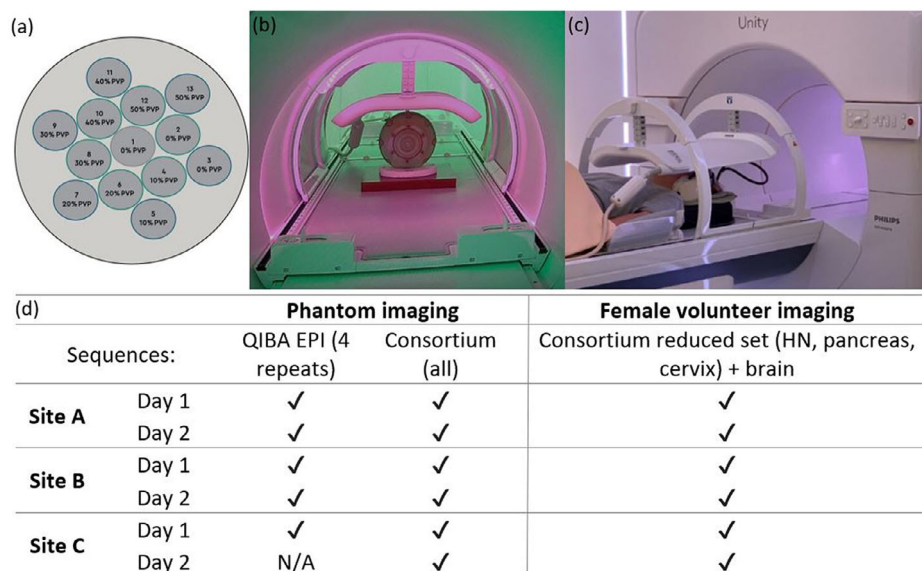 (a)
11
40% PVP
13
50% PVP
12
50% PVP
10
40% PVP
9
30% PVP
2
0% PVP
1
0% PVP
8
30% PVP
3
0% PVP
4
10% PVP
6
20% PVP
7
20% PVP
5
10% PVP
(b)
(c)
Unity
PHILIPS
(d) Phantom imaging Female volunteer imaging
Sequences: QIBA EPI (4 repeats) Consortium (all) Consortium reduced set (HN, pancreas, cervix) + brain
Site A Day 1 ✓ ✓ ✓
Day 2 ✓ ✓ ✓
Site B Day 1 ✓ ✓ ✓
Day 2 ✓ ✓ ✓
Site C Day 1 ✓ ✓ ✓
Day 2 N/A ✓ ✓